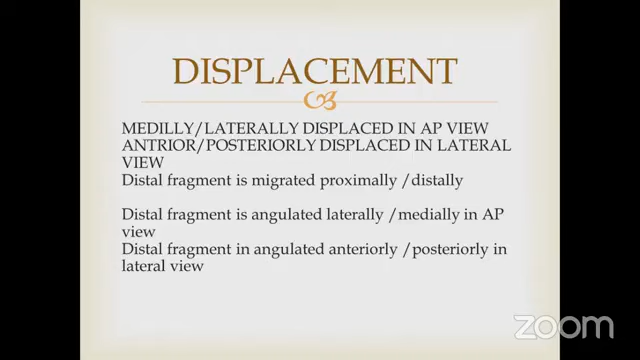 DISPLACEMENT
MEDILLY/LATERALLY DISPLACED IN AP VIEW
ANTRIOR/POSTERIORLY DISPLACED IN LATERAL
VIEW
Distal fragment is migrated proximally /distally
Distal fragment is angulated laterally /medially in AP
view
Distal fragment in angulated anteriorly /posteriorly in
lateral view
zoom